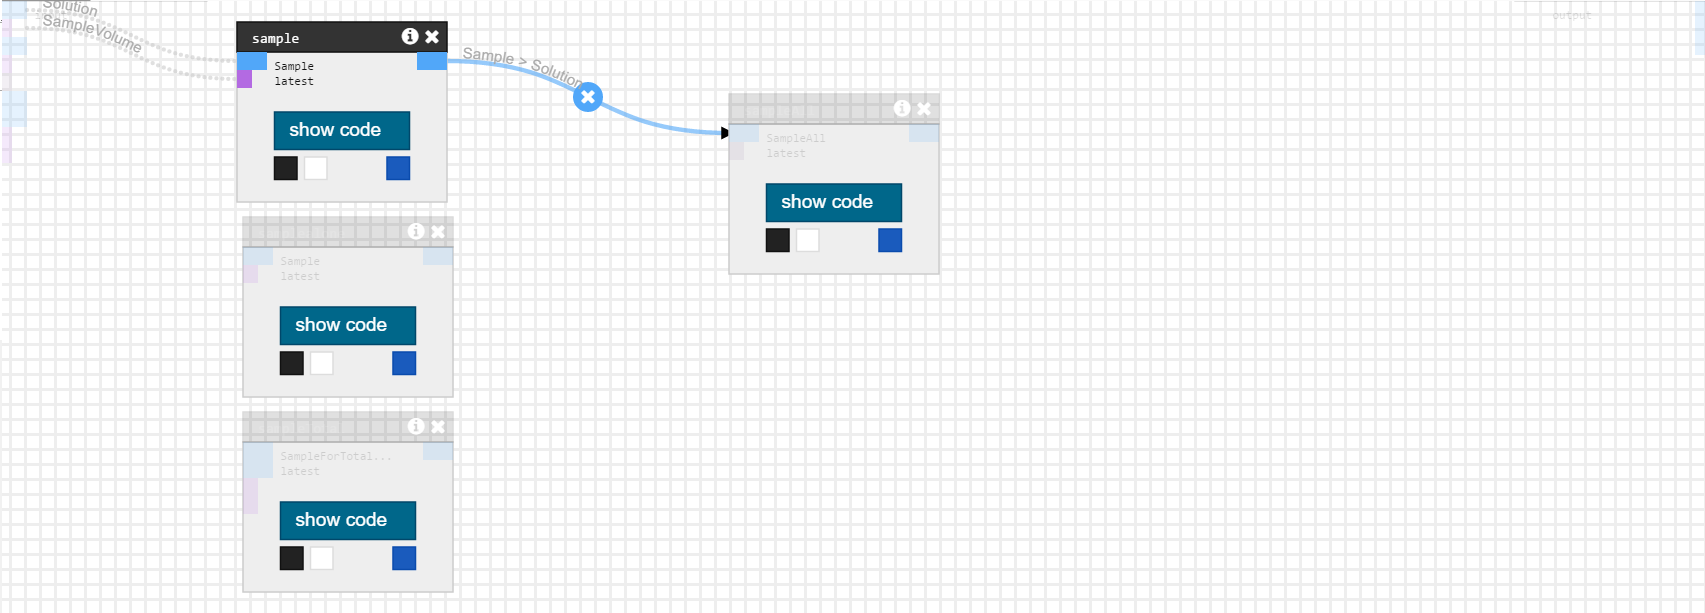 Solution
SampleVolume
output
sample
Sample > Solution
Sample
latest
show code
SampleAll
latest
show code
Sample
latest
show code
SampleForTotal...
latest
show code